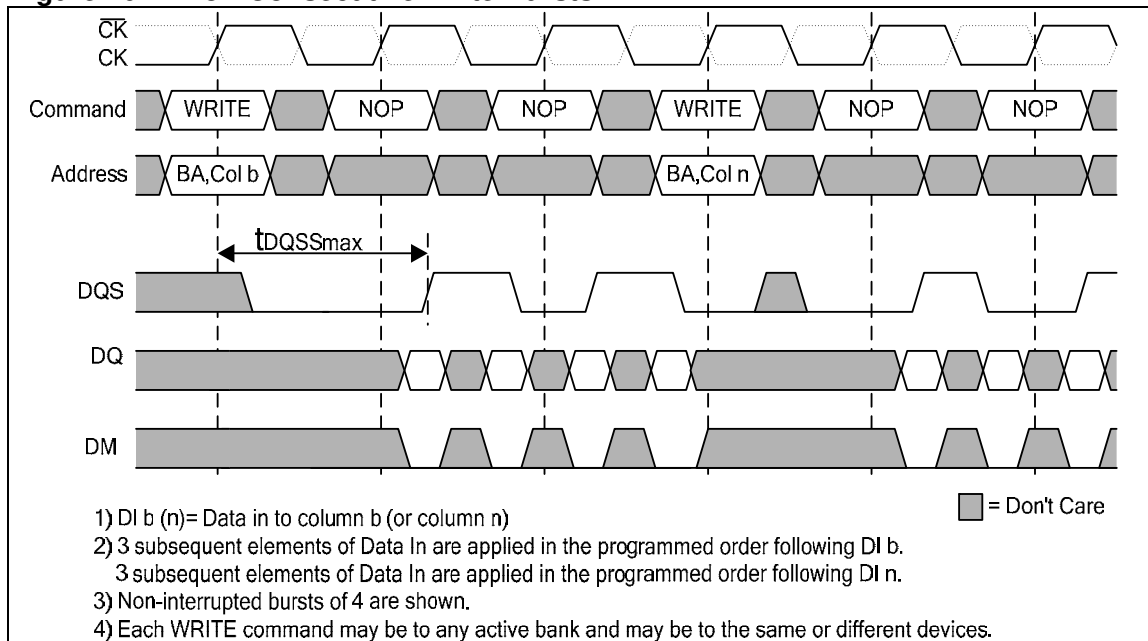 CK
CK
Command WRITE NOP NOP WRITE NOP NOP
Address BA,Col b BA,Col n
tDQSSmax
DQS
DQ
DM
= Don't Care
1) DI b (n)= Data in to column b (or column n)
2) 3 subsequent elements of Data In are applied in the programmed order following DI b.
3 subsequent elements of Data In are applied in the programmed order following DI n.
3) Non-interrupted bursts of 4 are shown.
4) Each WRITE command may be to any active bank and may be to the same or different devices.